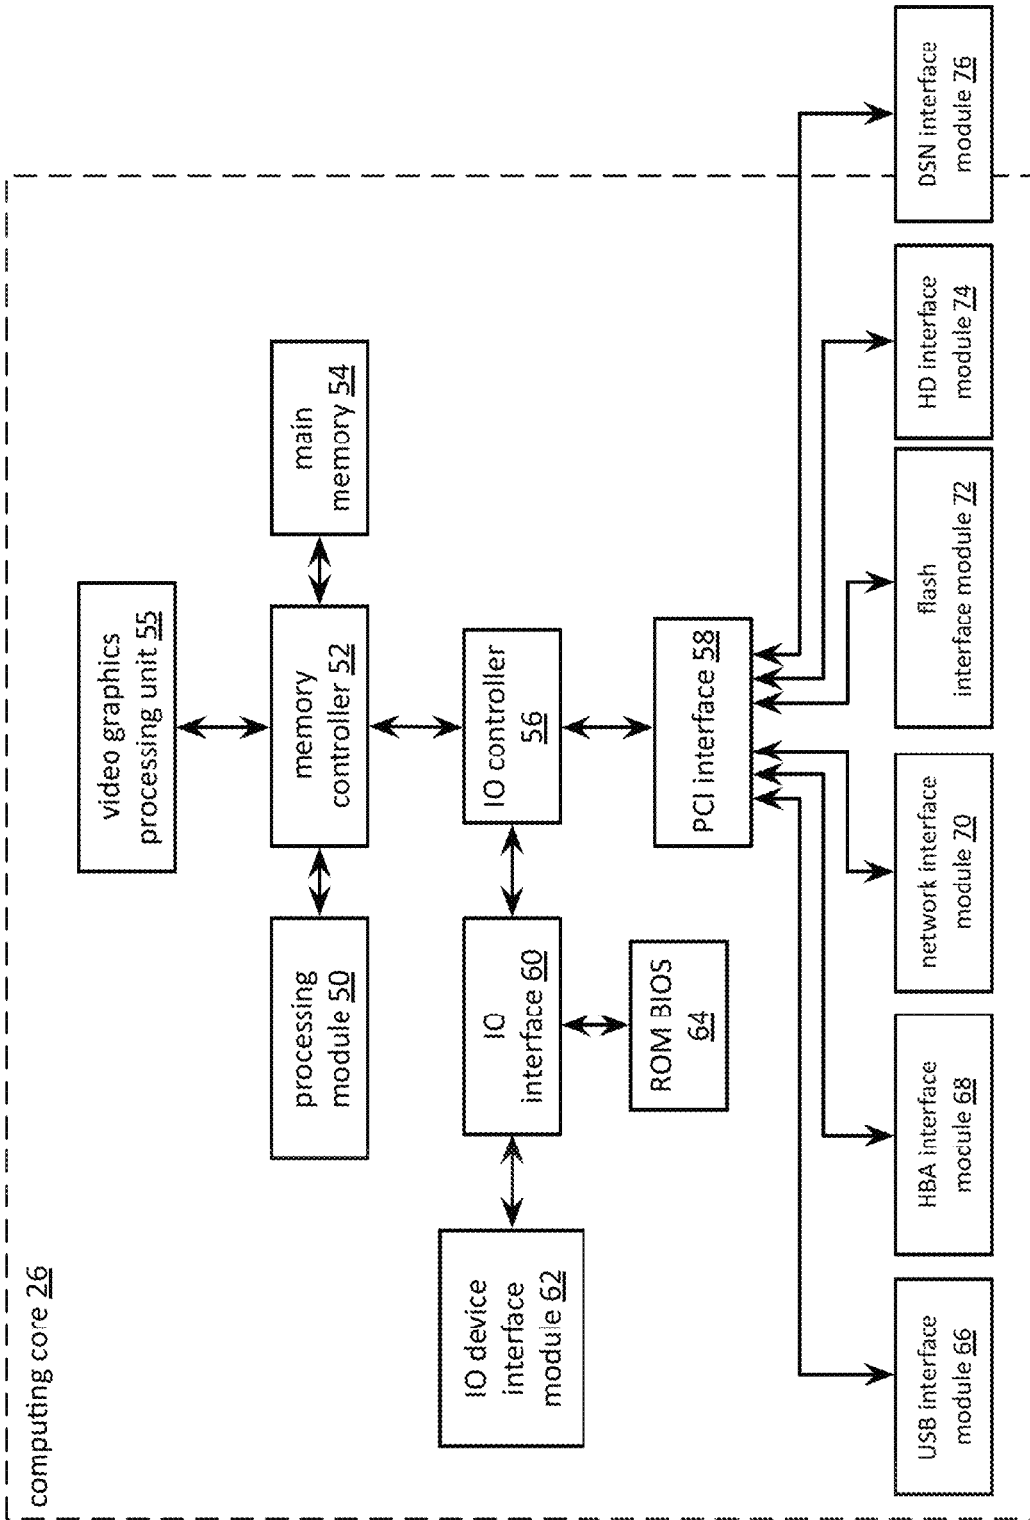 computing core 26
video graphics
processing unit 55
processing
module 50
memory
controller 52
main
memory 54
IO device
interface
module 62
IO
interface 60
IO controller
56
ROM BIOS
64
PCI interface 58
USB interface
module 66
HBA interface
mocule 68
network interface
module 70
flash
interface module 72
HD interface
module 74
DSN interface
module 76